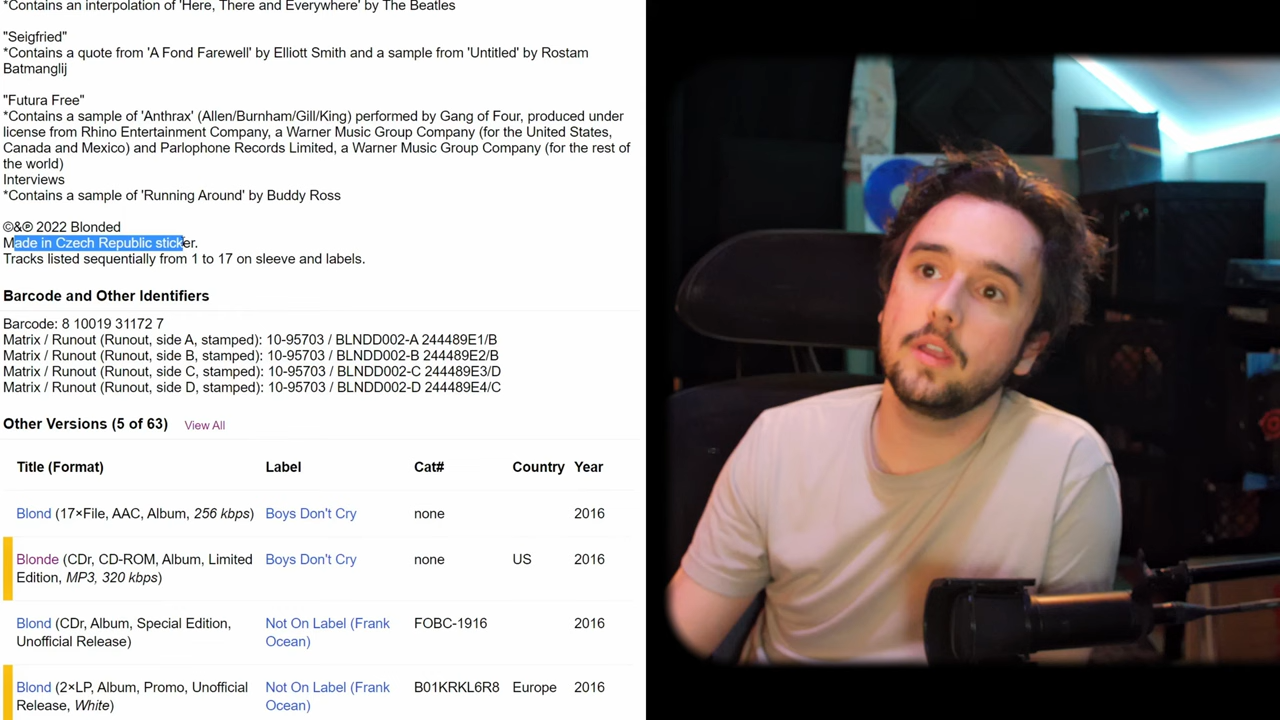 *Contains an interpolation of 'Here, There and Everywhere' by The Beatles
"Seigfried"
*Contains a quote from 'A Fond Farewell' by Elliott Smith and a sample from 'Untitled' by Rostam
Batmanglij
"Futura Free"
*Contains a sample of 'Anthrax' (Allen/Burnham/Gill/King) performed by Gang of Four, produced under
license from Rhino Entertainment Company, a Warner Music Group Company (for the United States,
Canada and Mexico) and Parlophone Records Limited, a Warner Music Group Company (for the rest of
the world)
Interviews
*Contains a sample of 'Running Around' by Buddy Ross
©&℗ 2022 Blonded
Made in Czech Republic sticker.
Tracks listed sequentially from 1 to 17 on sleeve and labels.
Barcode and Other Identifiers
Barcode: 8 10019 31172 7
Matrix / Runout (Runout, side A, stamped): 10-95703 / BLNDD002-A 244489E1/B
Matrix / Runout (Runout, side B, stamped): 10-95703 / BLNDD002-B 244489E2/B
Matrix / Runout (Runout, side C, stamped): 10-95703 / BLNDD002-C 244489E3/D
Matrix / Runout (Runout, side D, stamped): 10-95703 / BLNDD002-D 244489E4/C
Other Versions (5 of 63) View All
Title (Format) Label Cat# Country Year
Blond (17×File, AAC, Album, 256 kbps) Boys Don't Cry none 2016
Blonde (CDr, CD-ROM, Album, Limited
Edition, MP3, 320 kbps) Boys Don't Cry none US 2016
Blond (CDr, Album, Special Edition,
Unofficial Release) Not On Label (Frank
Ocean) FOBC-1916 2016
Blond (2×LP, Album, Promo, Unofficial
Release, White) Not On Label (Frank
Ocean) B01KRKL6R8 Europe 2016